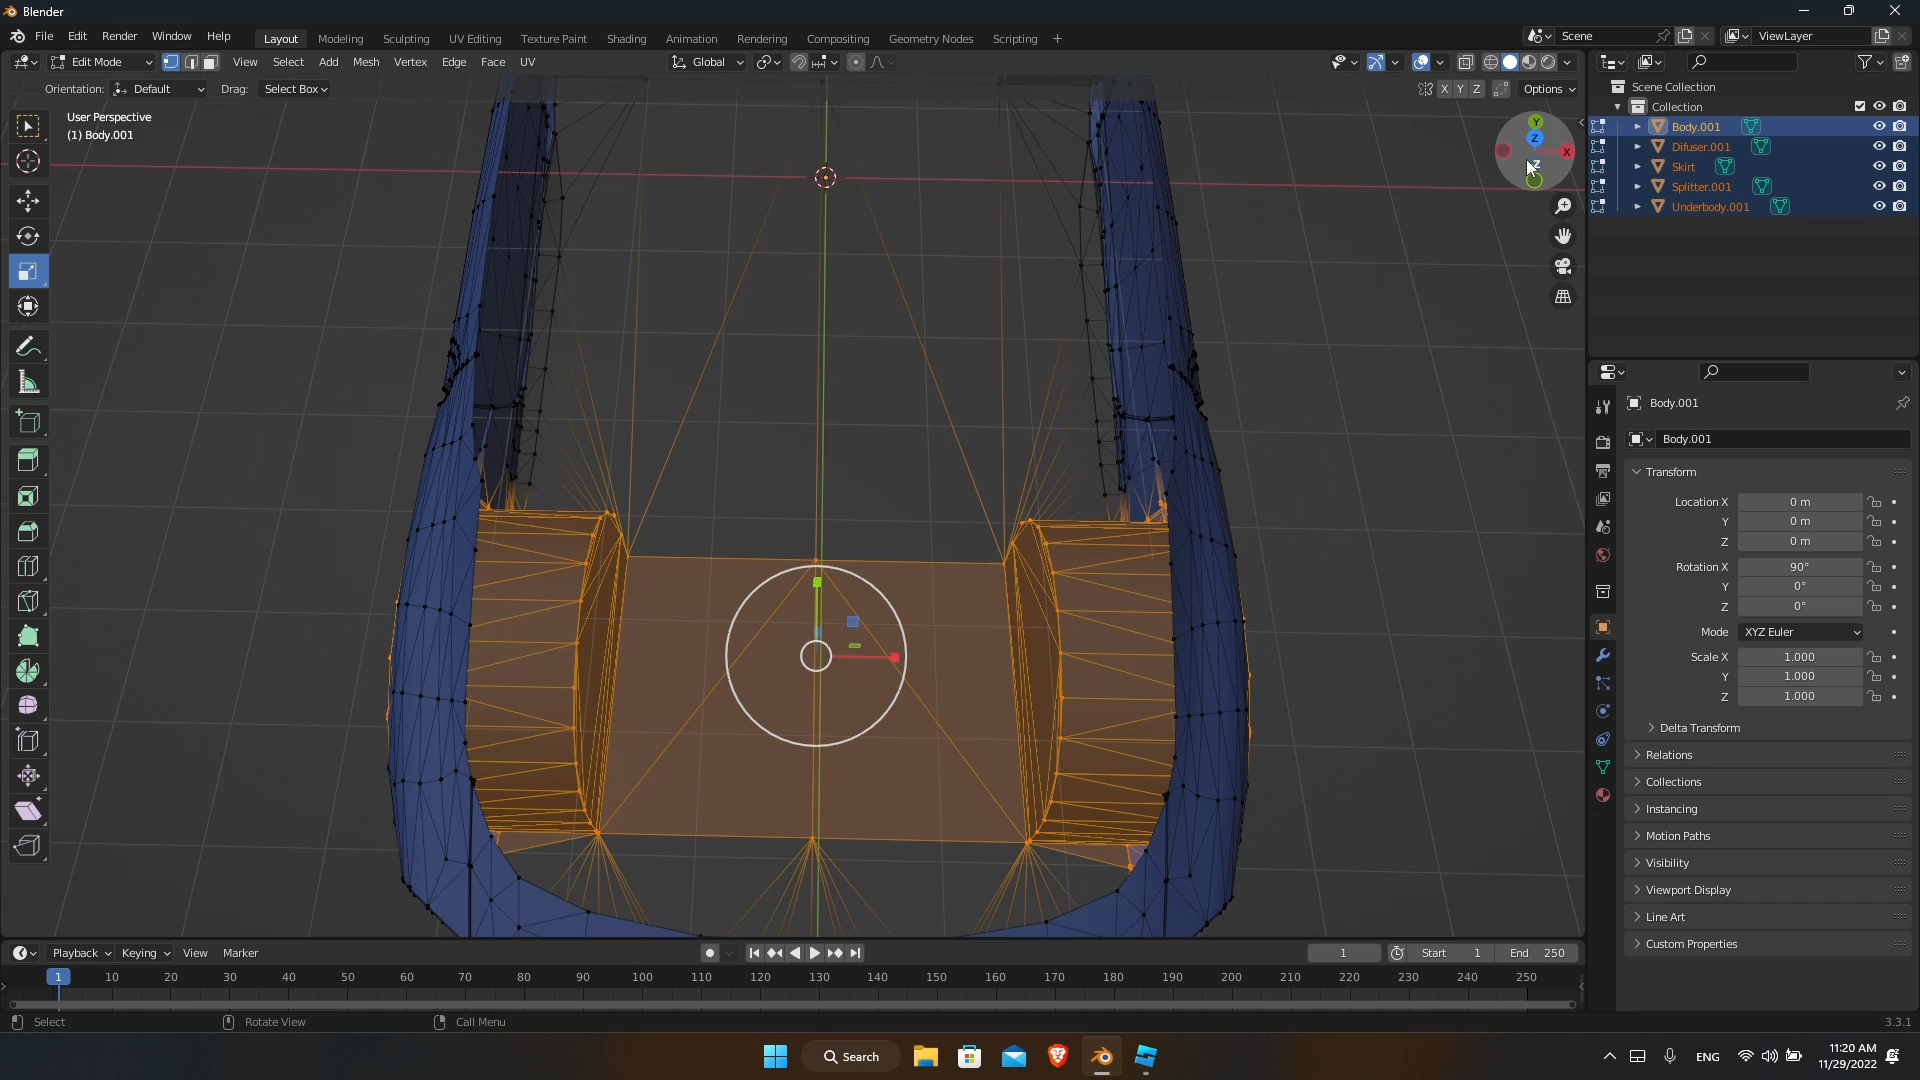 Blender
File Edit Render Window Help
Layout Modeling Sculpting UV Editing Texture Paint Shading Animation Rendering Compositing Geometry Nodes Scripting +
Scene
ViewLayer
Edit Mode View Select Add Mesh Vertex Edge Face UV
Global
Orientation: Default Drag: Select Box
X Y Z Options
User Perspective
(1) Body.001
Y
Z
X
Z
Scene Collection
Collection
Body.001
Difuser.001
Skirt
Splitter.001
Underbody.001
Body.001
Body.001
Transform
Location X 0 m
Y 0 m
Z 0 m
Rotation X 90°
Y 0°
Z 0°
Mode XYZ Euler
Scale X 1.000
Y 1.000
Z 1.000
Delta Transform
Relations
Collections
Instancing
Motion Paths
Visibility
Viewport Display
Line Art
Custom Properties
Playback Keying View Marker
1 Start 1 End 250
1 10 20 30 40 50 60 70 80 90 100 110 120 130 140 150 160 170 180 190 200 210 220 230 240 250
Select Rotate View Call Menu
3.3.1
Search
ENG
11:20 AM
11/29/2022